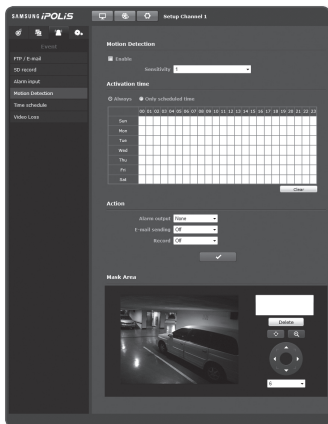 SAMSUNG iPOLiS
Setup Channel 1
Event
FTP / E-mail
SD record
Alarm input
Motion Detection
Time schedule
Video Loss
Motion Detection
Enable
Sensitivity 1
Activation time
Always Only scheduled time
00 01 02 03 04 05 06 07 08 09 10 11 12 13 14 15 16 17 18 19 20 21 22 23
Sun
Mon
Tue
Wed
Thu
Fri
Sat
Clear
Action
Alarm output None
E-mail sending Off
Record Off
Mask Area
Delete
6